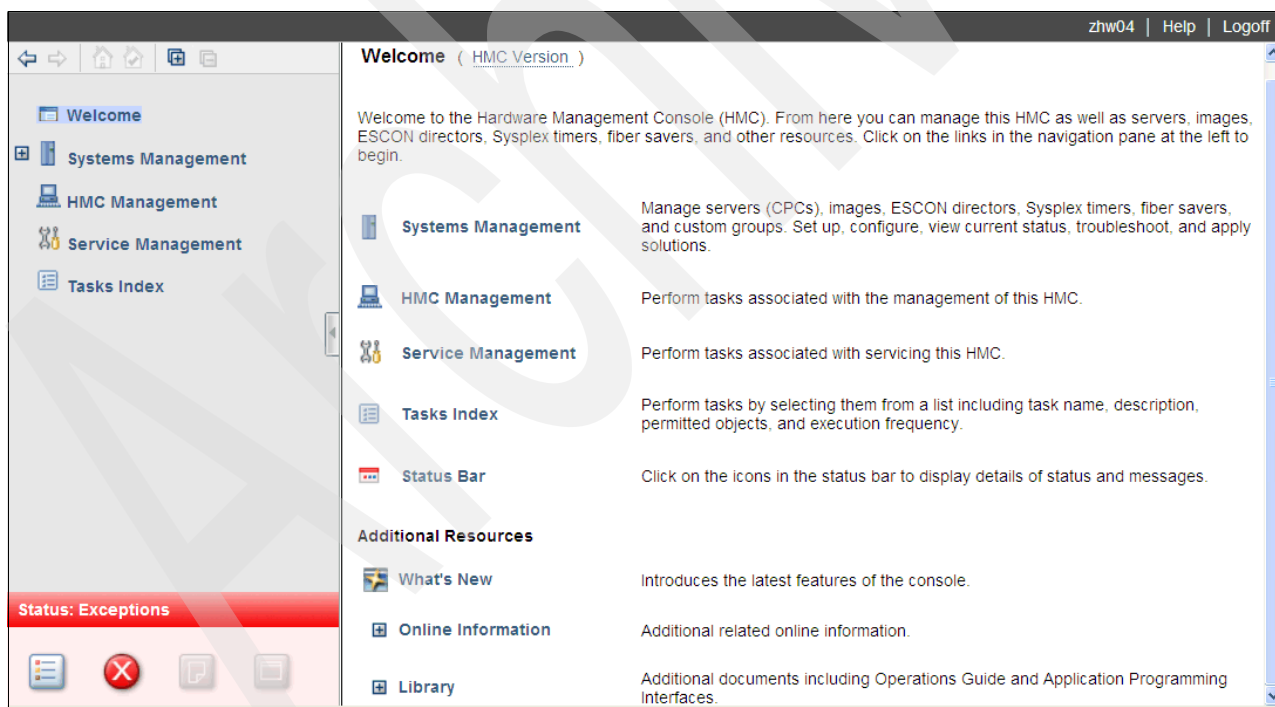 zhw04 | Help | Logoff
Welcome
Systems Management
HMC Management
Service Management
Tasks Index
Status: Exceptions
Welcome ( HMC Version )
Welcome to the Hardware Management Console (HMC). From here you can manage this HMC as well as servers, images,
ESCON directors, Sysplex timers, fiber savers, and other resources. Click on the links in the navigation pane at the left to
begin.
Systems Management
Manage servers (CPCs), images, ESCON directors, Sysplex timers, fiber savers,
and custom groups. Set up, configure, view current status, troubleshoot, and apply
solutions.
HMC Management
Perform tasks associated with the management of this HMC.
Service Management
Perform tasks associated with servicing this HMC.
Tasks Index
Perform tasks by selecting them from a list including task name, description,
permitted objects, and execution frequency.
Status Bar
Click on the icons in the status bar to display details of status and messages.
Additional Resources
What's New
Introduces the latest features of the console.
Online Information
Additional related online information.
Library
Additional documents including Operations Guide and Application Programming
Interfaces.